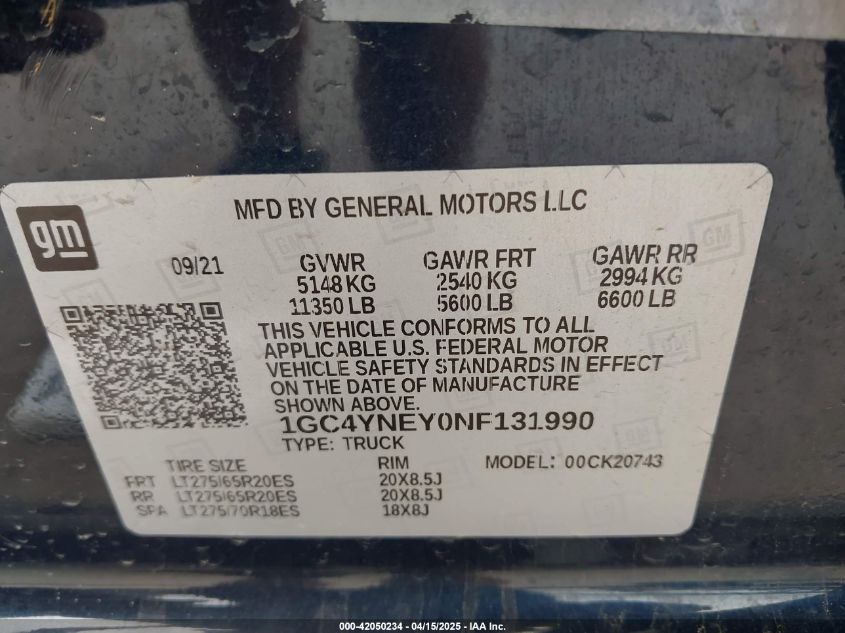 MFD BY GENERAL MOTORS LLC
gm
09/21 GVWR GAWR FRT GAWR RR
5148 KG 2540 KG 2994 KG
11350 LB 5600 LB 6600 LB
THIS VEHICLE CONFORMS TO ALL
APPLICABLE U.S. FEDERAL MOTOR
VEHICLE SAFETY STANDARDS IN EFFECT
ON THE DATE OF MANUFACTURE
SHOWN ABOVE.
1GC4YNEY0NF131990
TYPE: TRUCK
TIRE SIZE RIM MODEL: 00CK20743
FRT LT275/65R20ES 20X8.5J
RR LT275/65R20ES 20X8.5J
SPA LT275/70R18ES 18X8J
000-42050234 - 04/15/2025 - IAA Inc.